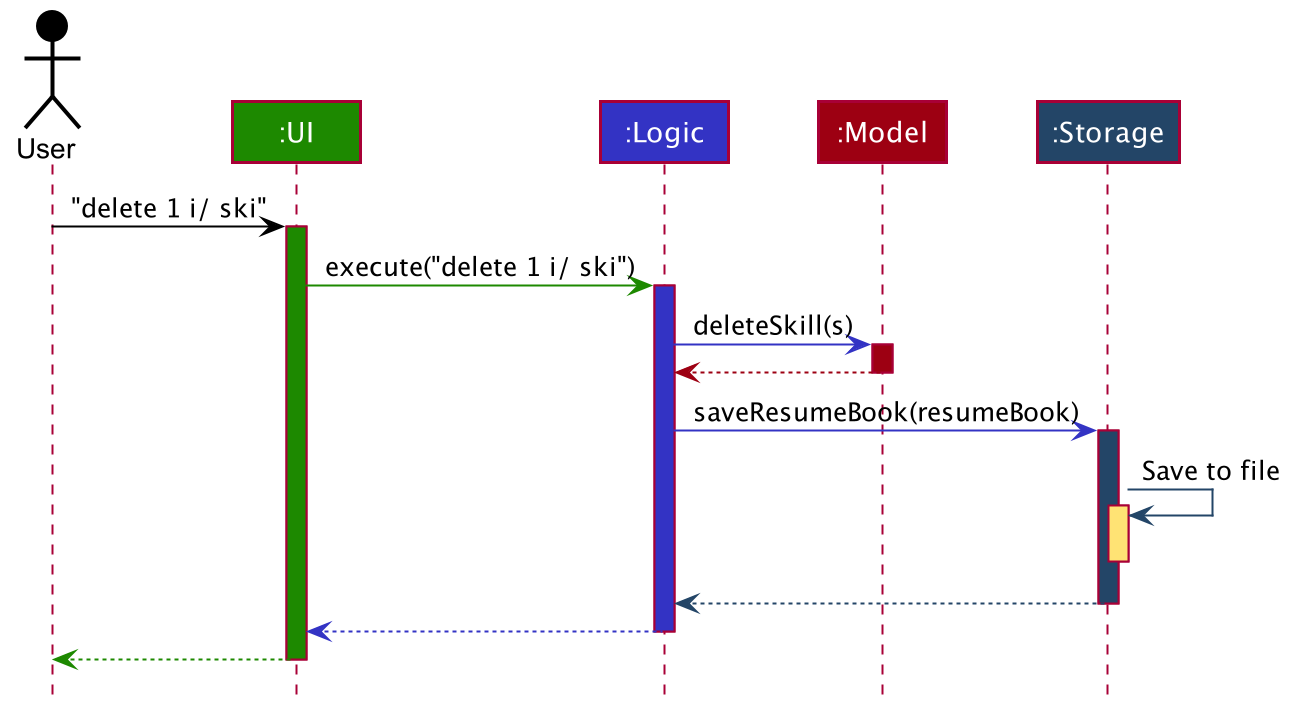 User
:UI
:Logic
:Model
:Storage
"delete 1 i/ ski"
execute("delete 1 i/ ski")
deleteSkill(s)
saveResumeBook(resumeBook)
Save to file